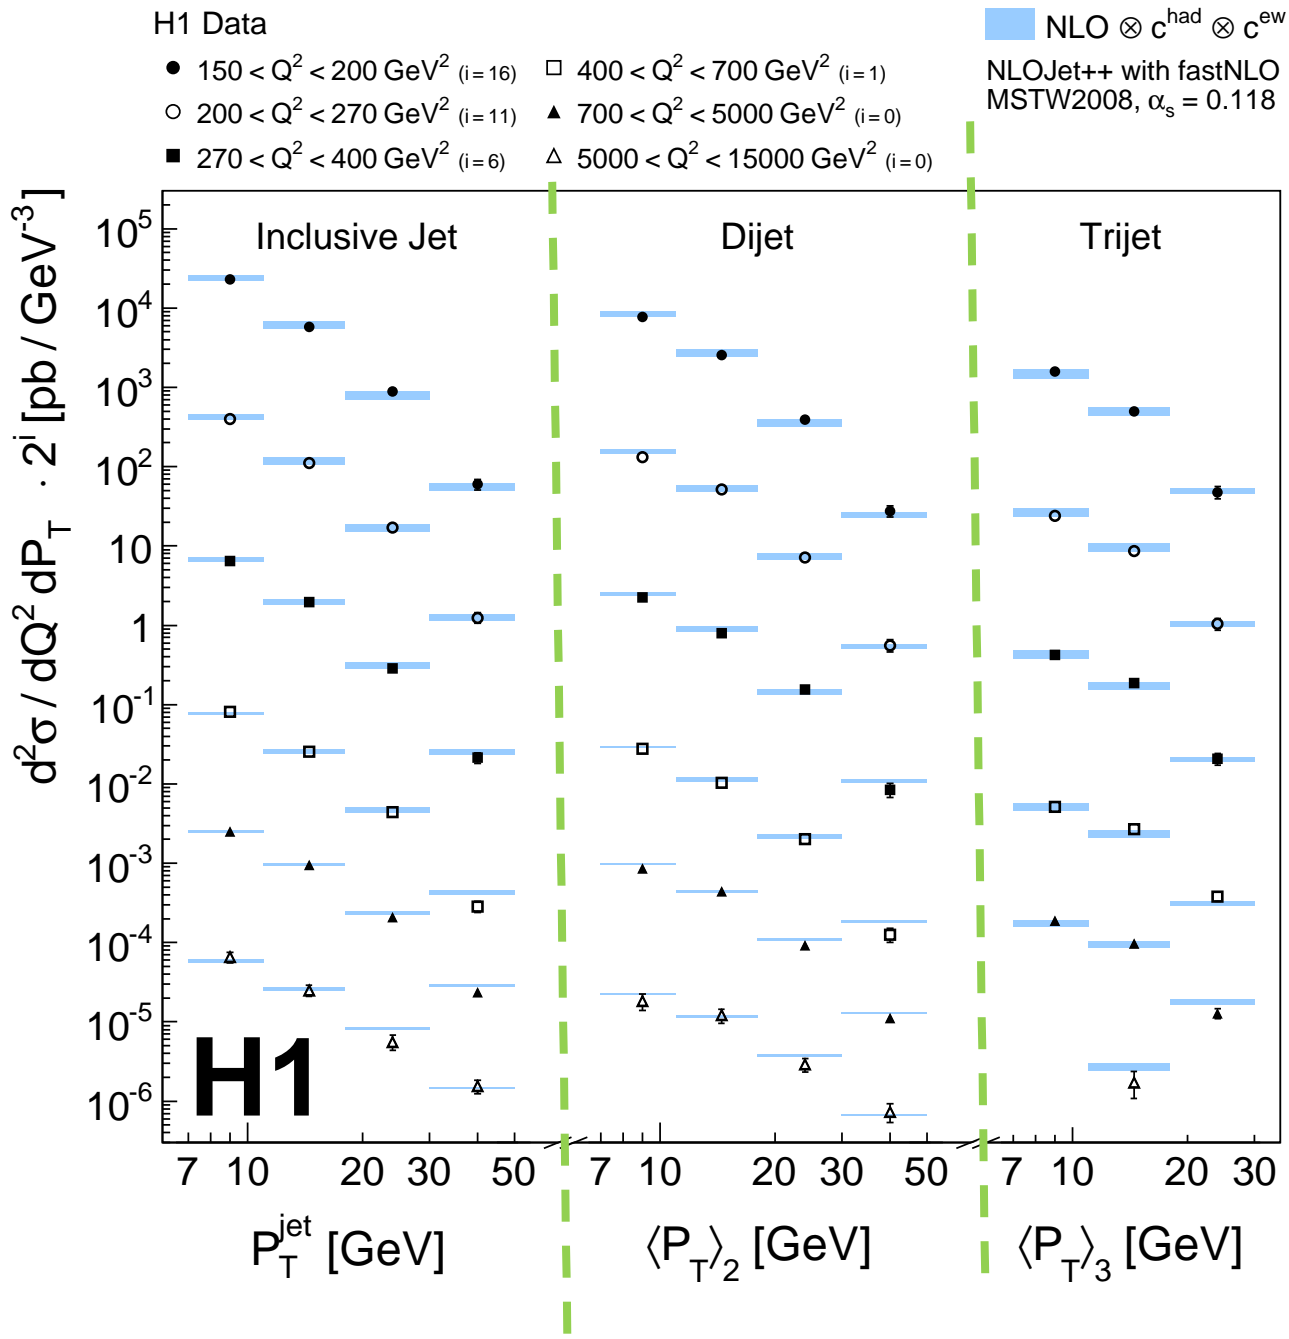 H1 Data
● 150 < Q² < 200 GeV² (i = 16)
○ 200 < Q² < 270 GeV² (i = 11)
■ 270 < Q² < 400 GeV² (i = 6)
□ 400 < Q² < 700 GeV² (i = 1)
▲ 700 < Q² < 5000 GeV² (i = 0)
△ 5000 < Q² < 15000 GeV² (i = 0)
NLO ⊗ c^had ⊗ c^ew
NLOJet++ with fastNLO
MSTW2008, α_s = 0.118
d²σ / dQ² dP_T · 2^i [pb / GeV⁻³]
Inclusive Jet
Dijet
Trijet
10⁵
10⁴
10³
10²
10
1
10⁻¹
10⁻²
10⁻³
10⁻⁴
10⁻⁵
10⁻⁶
H1
7 10 20 30 50
7 10 20 30 50
7 10 20 30
P_T^jet [GeV]
⟨P_T⟩₂ [GeV]
⟨P_T⟩₃ [GeV]